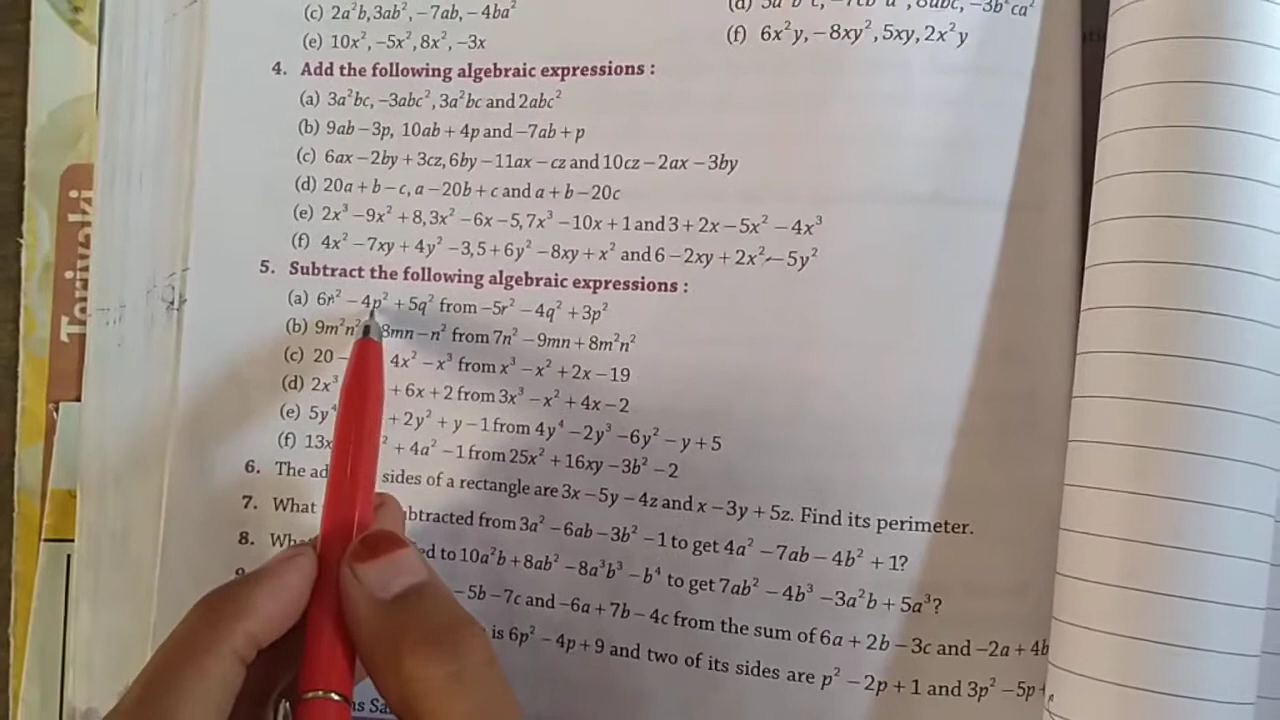 (c) 2a²b, 3ab², −7ab, −4ba²
(e) 10x², −5x², 8x², −3x
(f) 6x²y, −8xy², 5xy, 2x²y
4. Add the following algebraic expressions :
(a) 3a²bc, −3abc², 3a²bc and 2abc²
(b) 9ab − 3p, 10ab + 4p and −7ab + p
(c) 6ax − 2by + 3cz, 6by − 11ax − cz and 10cz − 2ax − 3by
(d) 20a + b − c, a − 20b + c and a + b − 20c
(e) 2x³ − 9x² + 8, 3x² − 6x − 5, 7x³ − 10x + 1 and 3 + 2x − 5x² − 4x³
(f) 4x² − 7xy + 4y² − 3, 5 + 6y² − 8xy + x² and 6 − 2xy + 2x² − 5y²
5. Subtract the following algebraic expressions :
(a) 6r² − 4p² + 5q² from −5r² − 4q² + 3p²
(b) 9m²n² 8mn − n² from 7n² − 9mn + 8m²n²
(c) 20 − 4x² − x³ from x³ − x² + 2x − 19
(d) 2x³ + 6x + 2 from 3x³ − x² + 4x − 2
(e) 5y⁴ + 2y² + y − 1 from 4y⁴ − 2y³ − 6y² − y + 5
(f) 13x ² + 4a² − 1 from 25x² + 16xy − 3b² − 2
6. The sides of a rectangle are 3x − 5y − 4z and x − 3y + 5z. Find its perimeter.
7. What subtracted from 3a² − 6ab − 3b² − 1 to get 4a² − 7ab − 4b² + 1?
8. to 10a²b + 8ab² − 8a³b³ − b⁴ to get 7ab² − 4b³ − 3a²b + 5a³?
− 5b − 7c and −6a + 7b − 4c from the sum of 6a + 2b − 3c and −2a + 4b
is 6p² − 4p + 9 and two of its sides are p² − 2p + 1 and 3p² − 5p +
Teriyaki